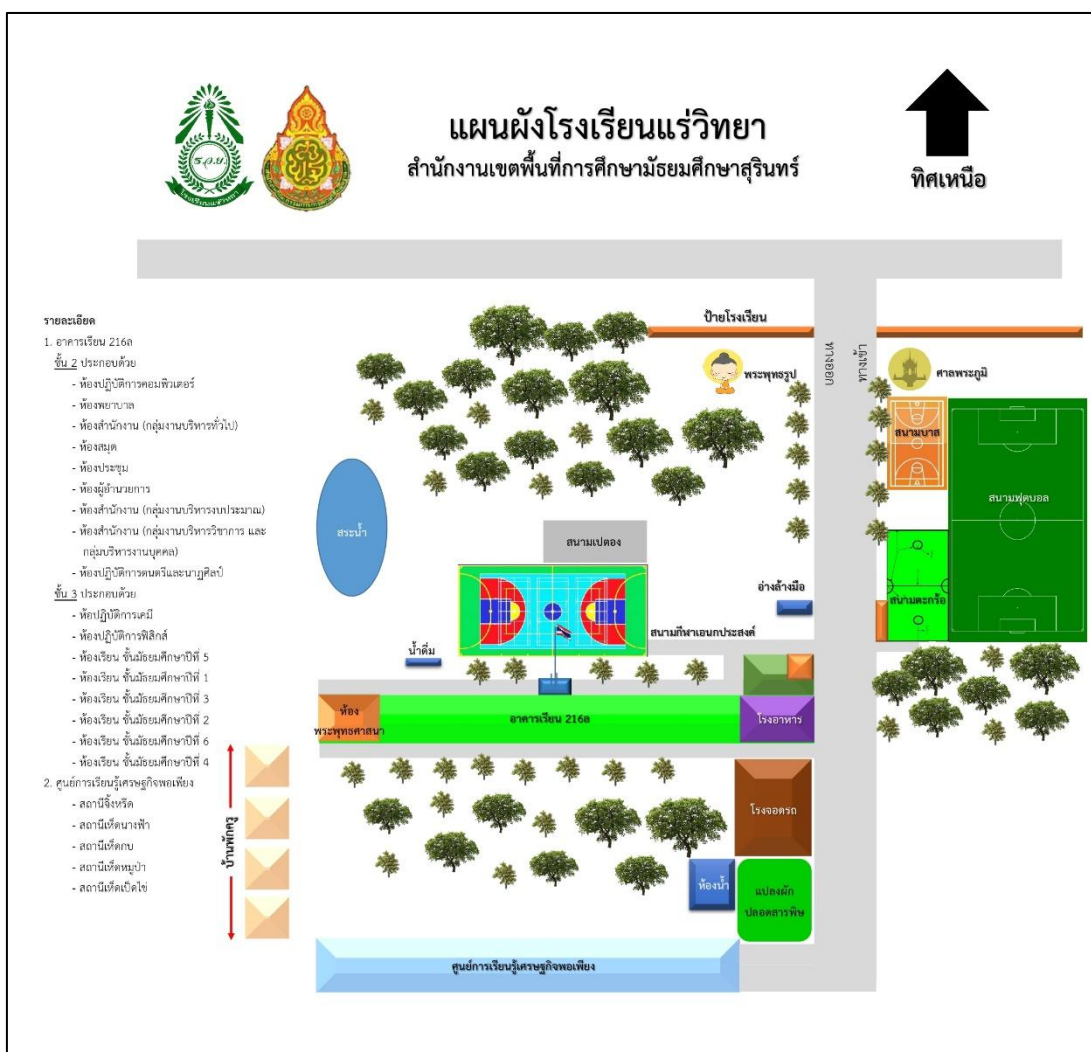 แผนผังโรงเรียนแร่วิทยา
สำนักงานเขตพื้นที่การศึกษามัธยมศึกษาสุรินทร์
ทิศเหนือ
ร.ว.ย.
รายละเอียด
1. อาคารเรียน 216ล
ชั้น 2 ประกอบด้วย
- ห้องปฏิบัติการคอมพิวเตอร์
- ห้องพยาบาล
- ห้องสำนักงาน (กลุ่มงานบริหารทั่วไป)
- ห้องสมุด
- ห้องประชุม
- ห้องผู้อำนวยการ
- ห้องสำนักงาน (กลุ่มงานบริหารงบประมาณ)
- ห้องสำนักงาน (กลุ่มงานบริหารวิชาการ และ
กลุ่มบริหารงานบุคคล)
- ห้องปฏิบัติการดนตรีและนาฏศิลป์
ชั้น 3 ประกอบด้วย
- ห้อปฏิบัติการเคมี
- ห้องปฏิบัติการฟิสิกส์
- ห้องเรียน ชั้นมัธยมศึกษาปีที่ 5
- ห้องเรียน ชั้นมัธยมศึกษาปีที่ 1
- ห้องเรียน ชั้นมัธยมศึกษาปีที่ 3
- ห้องเรียน ชั้นมัธยมศึกษาปีที่ 2
- ห้องเรียน ชั้นมัธยมศึกษาปีที่ 6
- ห้องเรียน ชั้นมัธยมศึกษาปีที่ 4
2. ศูนย์การเรียนรู้เศรษฐกิจพอเพียง
- สถานีจิ้งหรีด
- สถานีเห็ดนางฟ้า
- สถานีเห็ดกบ
- สถานีเห็ดหมูป่า
- สถานีเห็ดเป็ดไข่
ป้ายโรงเรียน
พระพุทธรูป
ทางออก
ทางเข้า
ศาลพระภูมิ
สนามบาส
สนามฟุตบอล
สระน้ำ
สนามเปตอง
อ่างล้างมือ
สนามตะกร้อ
สนามกีฬาเอนกประสงค์
น้ำดื่ม
ห้อง
พระพุทธศาสนา
อาคารเรียน 216ล
โรงอาหาร
บ้านพักครู
โรงจอดรถ
ห้องน้ำ
แปลงผัก
ปลอดสารพิษ
ศูนย์การเรียนรู้เศรษฐกิจพอเพียง